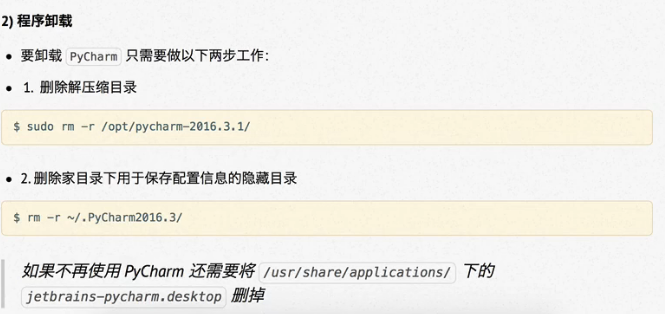 2) 程序卸载
• 要卸载 PyCharm 只需要做以下两步工作：
• 1. 删除解压缩目录
$ sudo rm -r /opt/pycharm-2016.3.1/
• 2.删除家目录下用于保存配置信息的隐藏目录
$ rm -r ~/.PyCharm2016.3/
如果不再使用 PyCharm 还需要将 /usr/share/applications/ 下的
jetbrains-pycharm.desktop 删掉